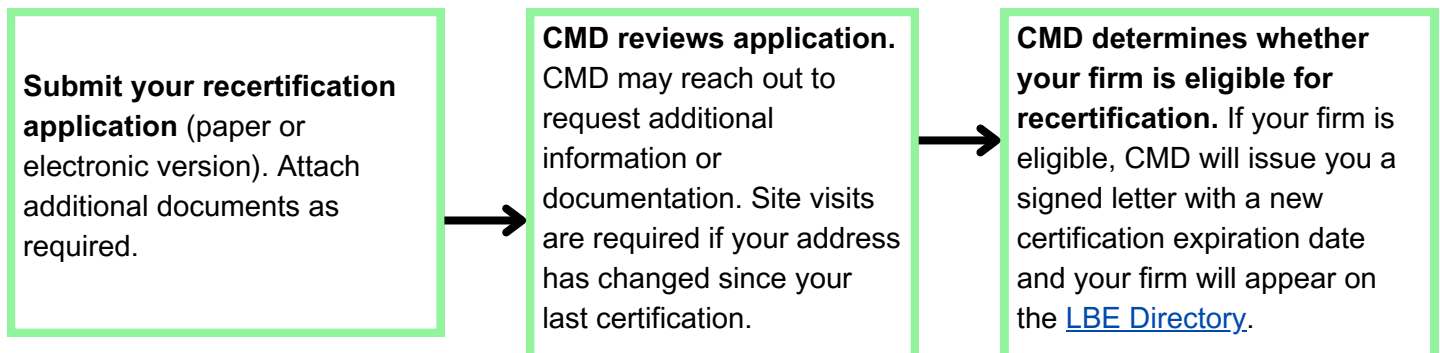 Submit your recertification
application (paper or
electronic version). Attach
additional documents as
required.
CMD reviews application.
CMD may reach out to
request additional
information or
documentation. Site visits
are required if your address
has changed since your
last certification.
CMD determines whether
your firm is eligible for
recertification. If your firm is
eligible, CMD will issue you a
signed letter with a new
certification expiration date
and your firm will appear on
the LBE Directory.